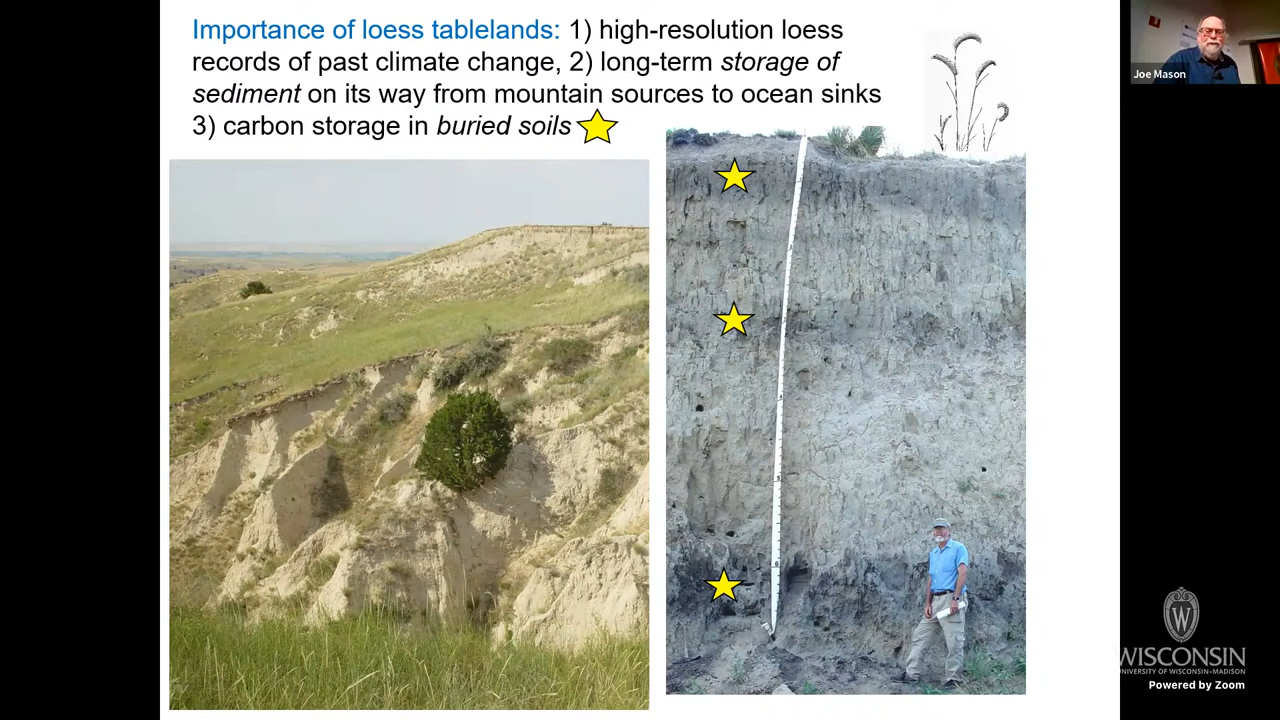 Importance of loess tablelands: 1) high-resolution loess
records of past climate change, 2) long-term storage of
sediment on its way from mountain sources to ocean sinks
3) carbon storage in buried soils
Joe Mason
W
WISCONSIN
UNIVERSITY OF WISCONSIN–MADISON
Powered by Zoom